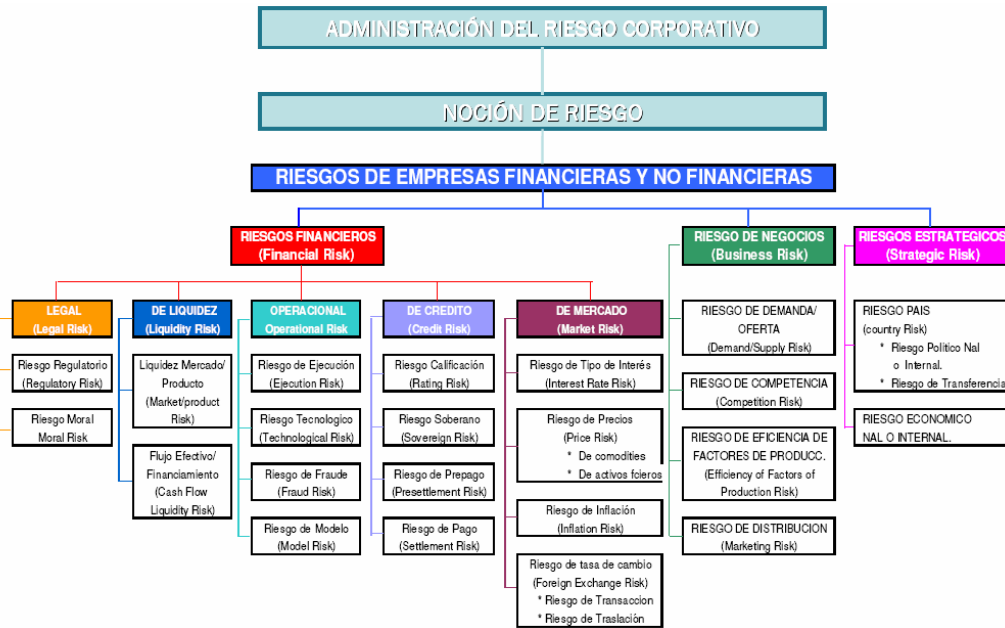 ADMINISTRACIÓN DEL RIESGO CORPORATIVO
NOCIÓN DE RIESGO
RIESGOS DE EMPRESAS FINANCIERAS Y NO FINANCIERAS
RIESGOS FINANCIEROS
(Financial Risk)
RIESGO DE NEGOCIOS
(Business Risk)
RIESGOS ESTRATEGICOS
(Strategic Risk)
LEGAL
(Legal Risk)
Riesgo Regulatorio
(Regulatory Risk)
Riesgo Moral
Moral Risk
DE LIQUIDEZ
(Liquidity Risk)
Liquidez Mercado/
Producto
(Market/product
Risk)
Flujo Efectivo/
Financiamiento
(Cash Flow
Liquidity Risk)
OPERACIONAL
Operational Risk
Riesgo de Ejecución
(Ejecution Risk)
Riesgo Tecnologico
(Technological Risk)
Riesgo de Fraude
(Fraud Risk)
Riesgo de Modelo
(Model Risk)
DE CREDITO
(Credit Risk)
Riesgo Calificación
(Rating Risk)
Riesgo Soberano
(Sovereign Risk)
Riesgo de Prepago
(Presettlement Risk)
Riesgo de Pago
(Settlement Risk)
DE MERCADO
(Market Risk)
Riesgo de Tipo de Interés
(Interest Rate Risk)
Riesgo de Precios
(Price Risk)
* De comodities
* De activos fcieros
Riesgo de Inflación
(Inflation Risk)
Riesgo de tasa de cambio
(Foreign Exchange Risk)
* Riesgo de Transaccion
* Riesgo de Traslación
RIESGO DE DEMANDA/
OFERTA
(Demand/Supply Risk)
RIESGO DE COMPETENCIA
(Competition Risk)
RIESGO DE EFICIENCIA DE
FACTORES DE PRODUCC.
(Efficiency of Factors of
Production Risk)
RIESGO DE DISTRIBUCION
(Marketing Risk)
RIESGO PAIS
(country Risk)
* Riesgo Politico Nal
o Internal.
* Riesgo de Transferencia
RIESGO ECONOMICO
NAL O INTERNAL.